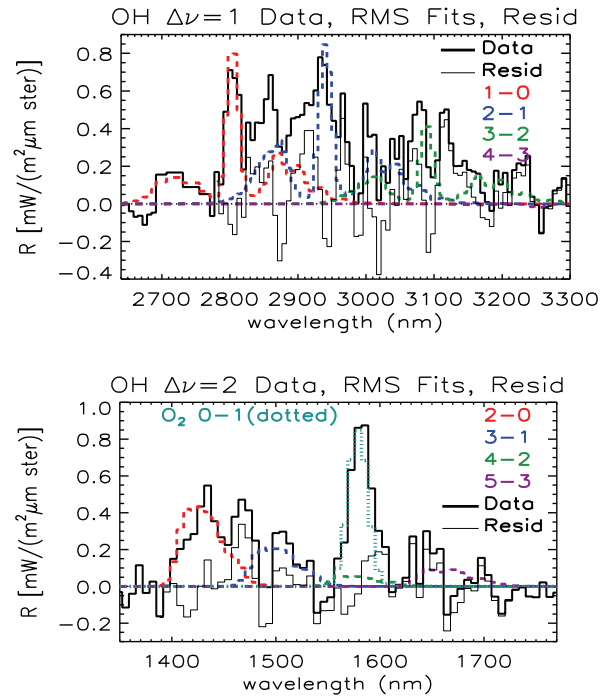 OH Δν=1 Data, RMS Fits, Resid
R [mW/(m²μm ster)]
0.8
0.6
0.4
0.2
0.0
−0.2
−0.4
Data
Resid
1−0
2−1
3−2
4−3
2700 2800 2900 3000 3100 3200 3300
wavelength (nm)
OH Δν=2 Data, RMS Fits, Resid
R [mW/(m²μm ster)]
1.0
0.8
0.6
0.4
0.2
0.0
−0.2
O₂ 0−1(dotted)
2−0
3−1
4−2
5−3
Data
Resid
1400 1500 1600 1700
wavelength (nm)